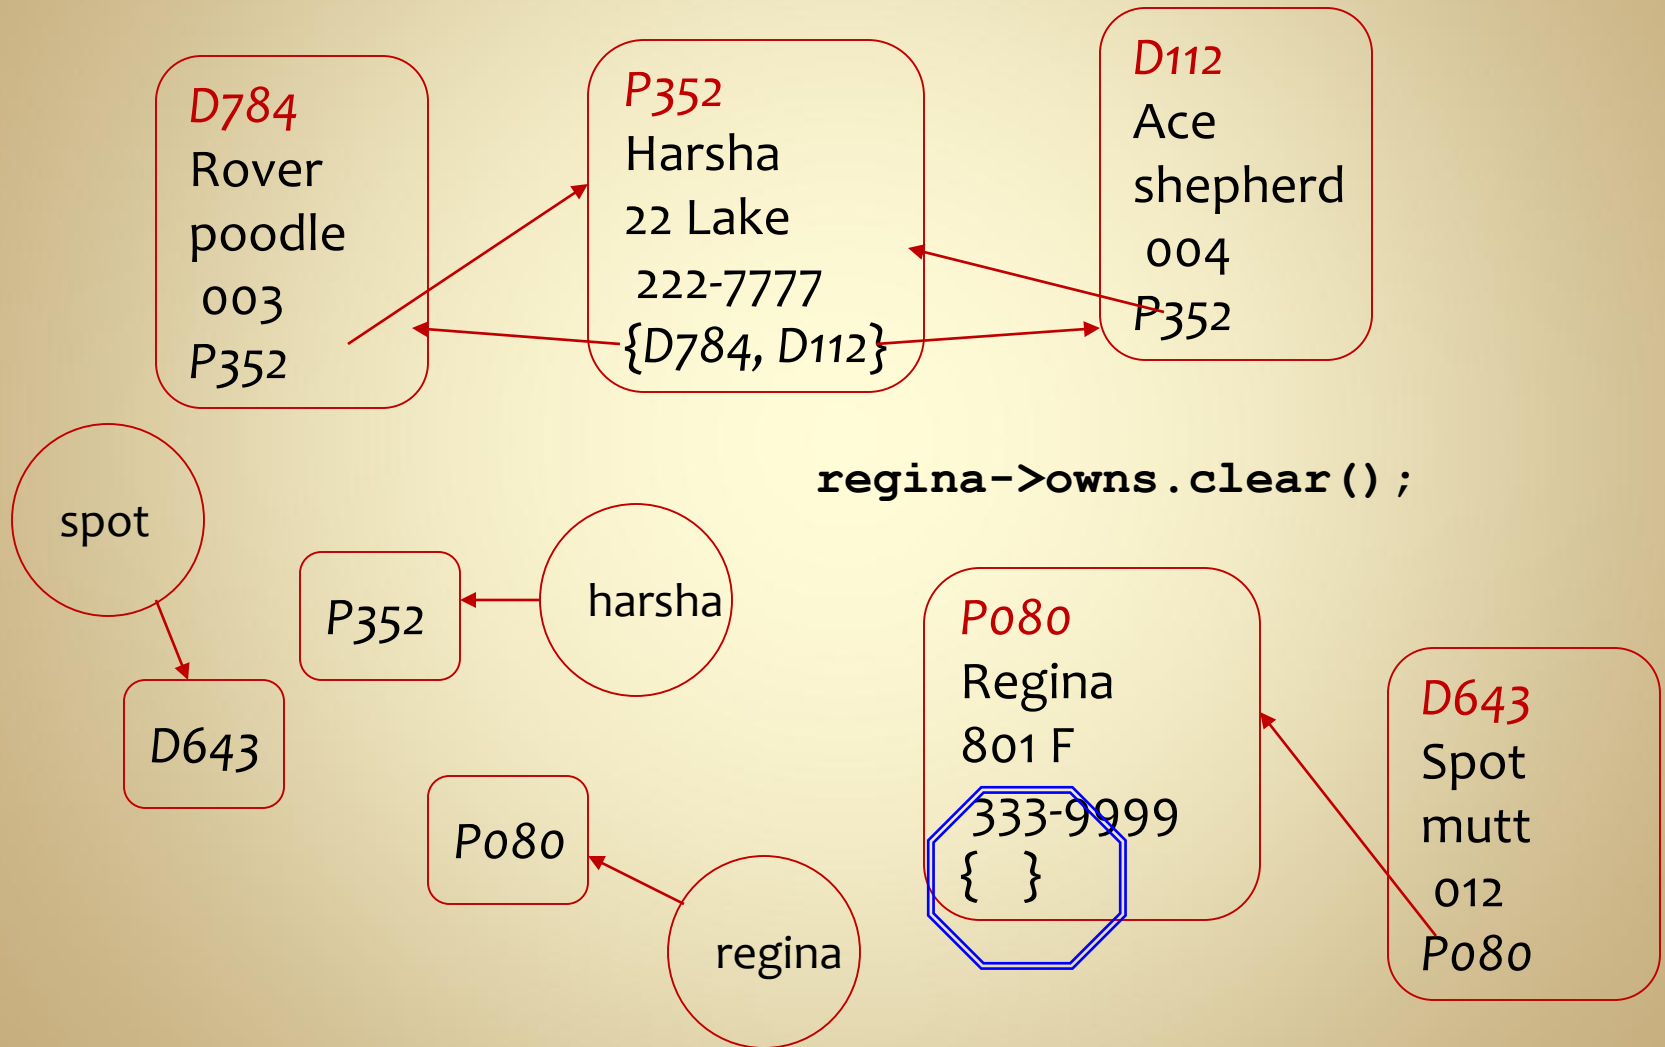 D784
Rover
poodle
003
P352
P352
Harsha
22 Lake
222-7777
{D784, D112}
D112
Ace
shepherd
004
P352
regina->owns.clear();
spot
D643
P352
harsha
P080
regina
P080
Regina
801 F
333-9999
{ }
D643
Spot
mutt
012
P080